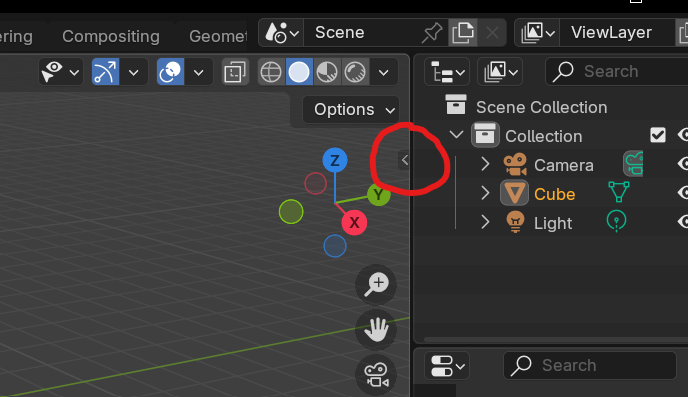 ering Compositing Geomet Scene ViewLayer
Options
Search
Scene Collection
Collection
Z
Camera
Y
Cube
X
Light
Search